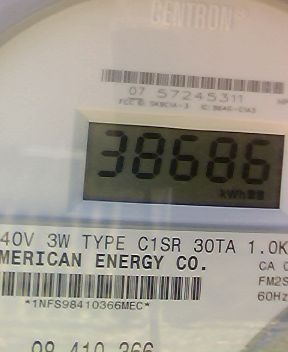 CENTRON®
07 57245311
38686
kWh
40V 3W TYPE C1SR 30TA 1.0K
MERICAN ENERGY CO.
CA 0
FM2S
60Hz
*1NFS98410366MEC*
98 410 366